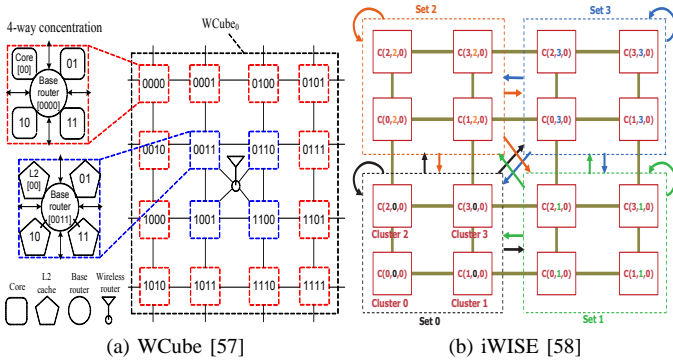 4-way concentration
WCube0
Core
[00]
01
Base
router
[0000]
10
11
L2
[00]
01
Base
router
[0011]
10
11
0000
0001
0100
0101
0010
0011
0110
0111
1000
1001
1100
1101
1010
1011
1110
1111
Core
L2
cache
Base
router
Wireless
router
(a) WCube [57]
Set 2
Set 3
C(2,2,0)
C(3,2,0)
C(2,3,0)
C(3,3,0)
C(0,2,0)
C(1,2,0)
C(0,3,0)
C(1,3,0)
C(2,0,0)
C(3,0,0)
C(2,1,0)
C(3,1,0)
Cluster 2
Cluster 3
C(0,0,0)
C(1,0,0)
C(0,1,0)
C(1,1,0)
Cluster 0
Cluster 1
Set 0
Set 1
(b) iWISE [58]